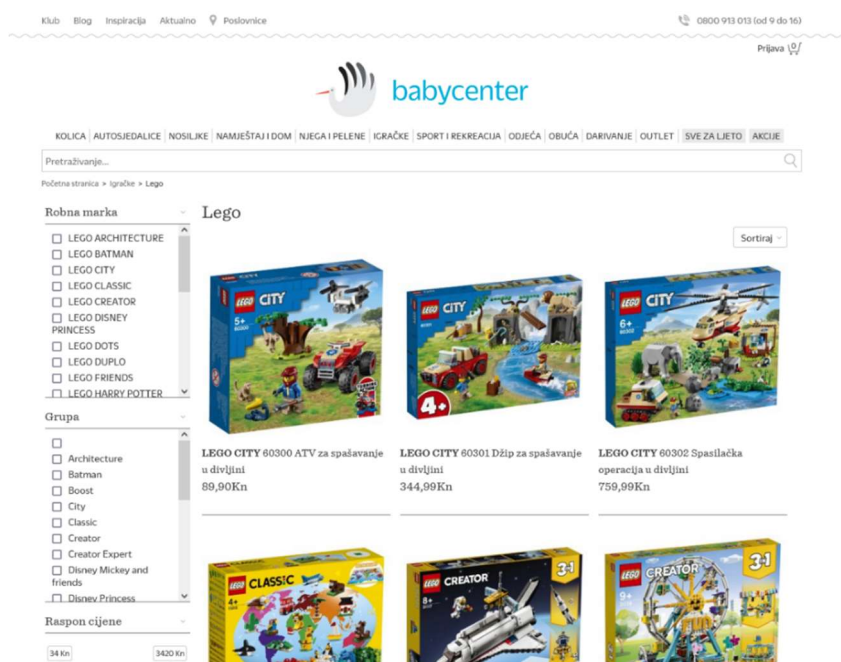 Klub Blog Inspiracija Aktualno Poslovnice 0800 913 013 (od 9 do 16)
Prijava 0
babycenter
KOLICA AUTOSJEDALICE NOSILJKE NAMJEŠTAJ I DOM NJEGA I PELENE IGRAČKE SPORT I REKREACIJA ODJEĆA OBUĆA DARIVANJE OUTLET SVE ZA LJETO AKCIJE
Pretraživanje...
Početna stranica > Igračke > Lego
Robna marka
LEGO ARCHITECTURE
LEGO BATMAN
LEGO CITY
LEGO CLASSIC
LEGO CREATOR
LEGO DISNEY
PRINCESS
LEGO DOTS
LEGO DUPLO
LEGO FRIENDS
LEGO HARRY POTTER
Grupa
Architecture
Batman
Boost
City
Classic
Creator
Creator Expert
Disney Mickey and
friends
Disney Princess
Raspon cijene
34 Kn 3420 Kn
Lego
Sortiraj
LEGO CITY
5+
60300
LEGO CITY
60301
4+
LEGO CITY
6+
60302
LEGO CITY 60300 ATV za spašavanje
u divljini
89,90Kn
LEGO CITY 60301 Džip za spašavanje
u divljini
344,99Kn
LEGO CITY 60302 Spasilačka
operacija u divljini
759,99Kn
LEGO CLASSIC
4+
LEGO CREATOR
3in1
8+
LEGO CREATOR
3in1
9+